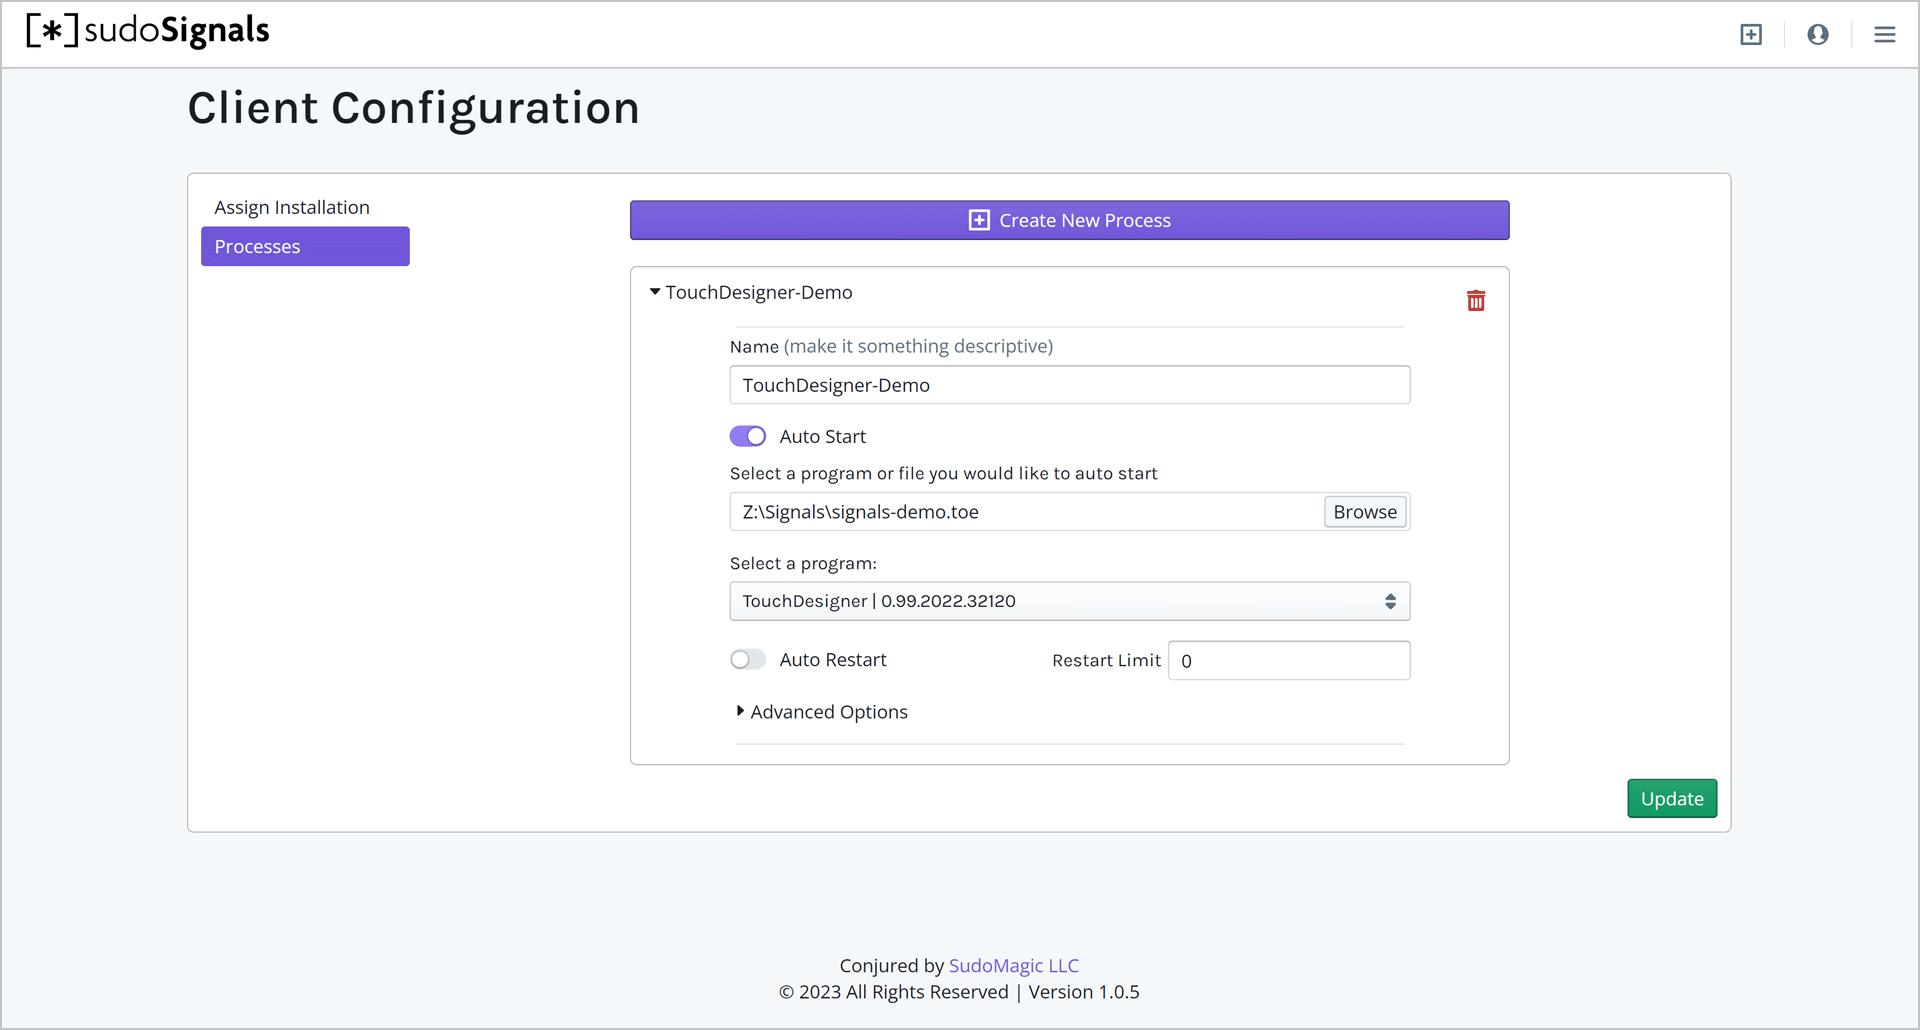 [*]sudoSignals
Client Configuration
Assign Installation
Processes
Create New Process
TouchDesigner-Demo
Name (make it something descriptive)
TouchDesigner-Demo
Auto Start
Select a program or file you would like to auto start
Z:\Signals\signals-demo.toe
Browse
Select a program:
TouchDesigner | 0.99.2022.32120
Auto Restart
Restart Limit
0
Advanced Options
Update
Conjured by SudoMagic LLC
© 2023 All Rights Reserved | Version 1.0.5